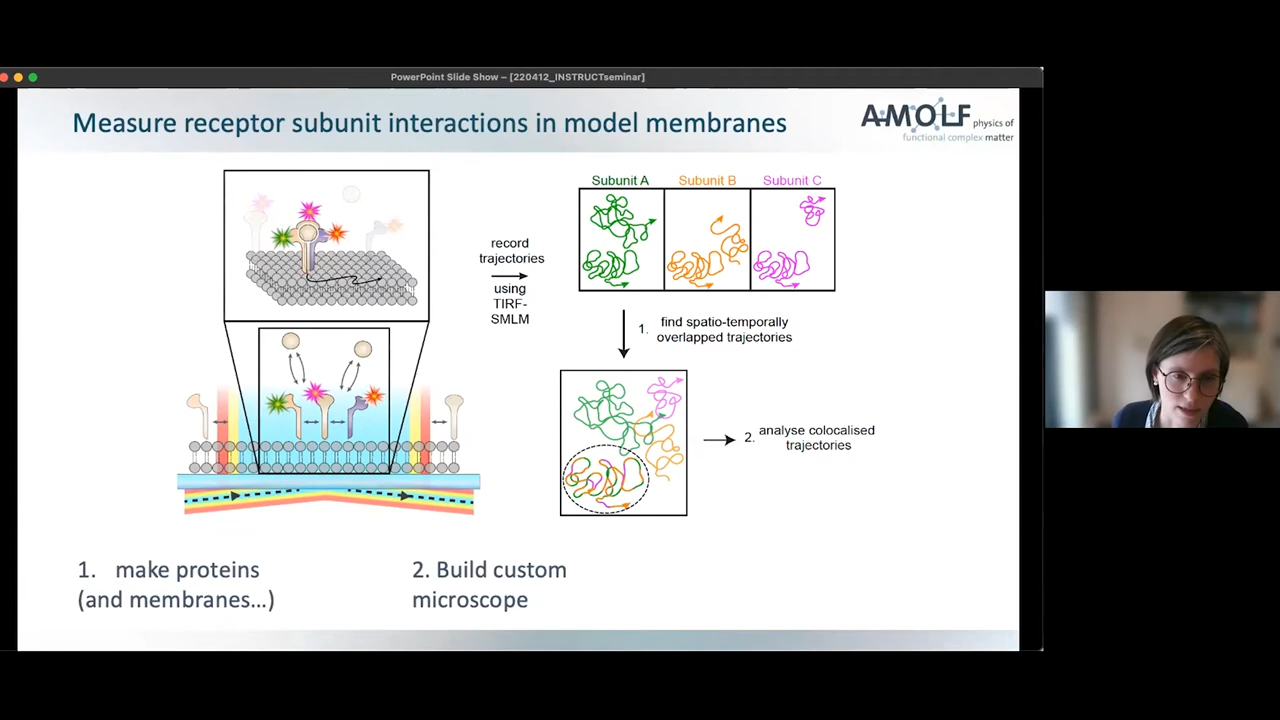 PowerPoint Slide Show – [220412_INSTRUCTseminar]
Measure receptor subunit interactions in model membranes
AMOLF physics of
functional complex matter
Subunit A Subunit B Subunit C
record
trajectories
using
TIRF-
SMLM
1. find spatio-temporally
overlapped trajectories
2. analyse colocalised
trajectories
1. make proteins
(and membranes...)
2. Build custom
microscope